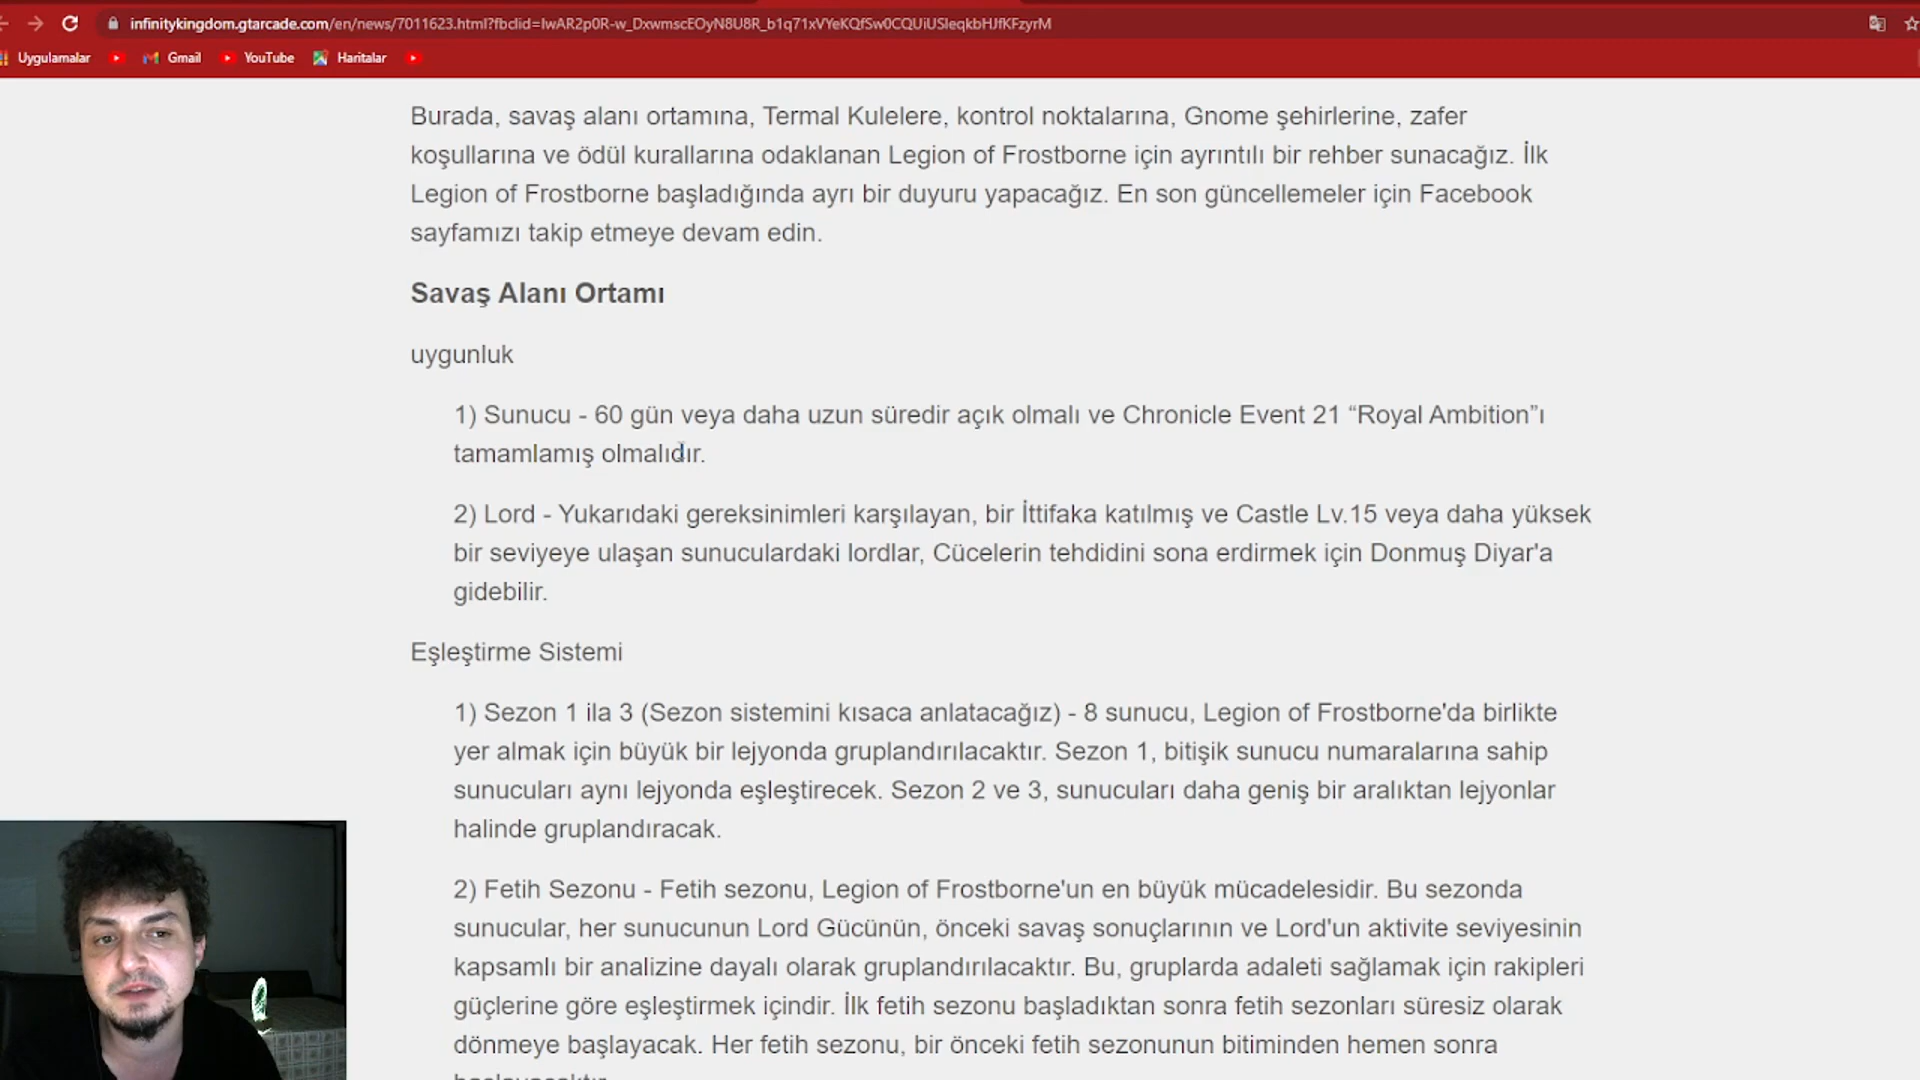 infinitykingdom.gtarcade.com/en/news/7011623.html?fbclid=IwAR2p0R-w_DxwmscEOyN8U8R_b1q71xVYeKQfSw0CQUiUSleqkbHJfKFzyrM
Uygulamalar Gmail YouTube Haritalar
Burada, savaş alanı ortamına, Termal Kulelere, kontrol noktalarına, Gnome şehirlerine, zafer
koşullarına ve ödül kurallarına odaklanan Legion of Frostborne için ayrıntılı bir rehber sunacağız. İlk
Legion of Frostborne başladığında ayrı bir duyuru yapacağız. En son güncellemeler için Facebook
sayfamızı takip etmeye devam edin.
Savaş Alanı Ortamı
uygunluk
1) Sunucu - 60 gün veya daha uzun süredir açık olmalı ve Chronicle Event 21 “Royal Ambition”ı
tamamlamış olmalıdır.
2) Lord - Yukarıdaki gereksinimleri karşılayan, bir İttifaka katılmış ve Castle Lv.15 veya daha yüksek
bir seviyeye ulaşan sunuculardaki lordlar, Cücelerin tehdidini sona erdirmek için Donmuş Diyar'a
gidebilir.
Eşleştirme Sistemi
1) Sezon 1 ila 3 (Sezon sistemini kısaca anlatacağız) - 8 sunucu, Legion of Frostborne'da birlikte
yer almak için büyük bir lejyonda gruplandırılacaktır. Sezon 1, bitişik sunucu numaralarına sahip
sunucuları aynı lejyonda eşleştirecek. Sezon 2 ve 3, sunucuları daha geniş bir aralıktan lejyonlar
halinde gruplandıracak.
2) Fetih Sezonu - Fetih sezonu, Legion of Frostborne'un en büyük mücadelesidir. Bu sezonda
sunucular, her sunucunun Lord Gücünün, önceki savaş sonuçlarının ve Lord'un aktivite seviyesinin
kapsamlı bir analizine dayalı olarak gruplandırılacaktır. Bu, gruplarda adaleti sağlamak için rakipleri
güçlerine göre eşleştirmek içindir. İlk fetih sezonu başladıktan sonra fetih sezonları süresiz olarak
dönmeye başlayacak. Her fetih sezonu, bir önceki fetih sezonunun bitiminden hemen sonra